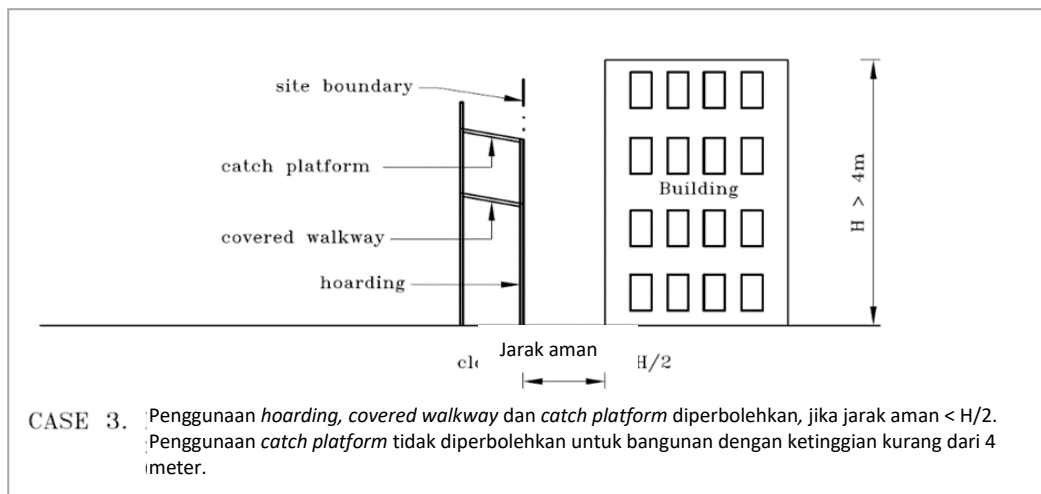 site boundary
catch platform
covered walkway
hoarding
Building
H > 4m
Jarak aman
H/2
CASE 3.
Penggunaan hoarding, covered walkway dan catch platform diperbolehkan, jika jarak aman < H/2.
Penggunaan catch platform tidak diperbolehkan untuk bangunan dengan ketinggian kurang dari 4
meter.